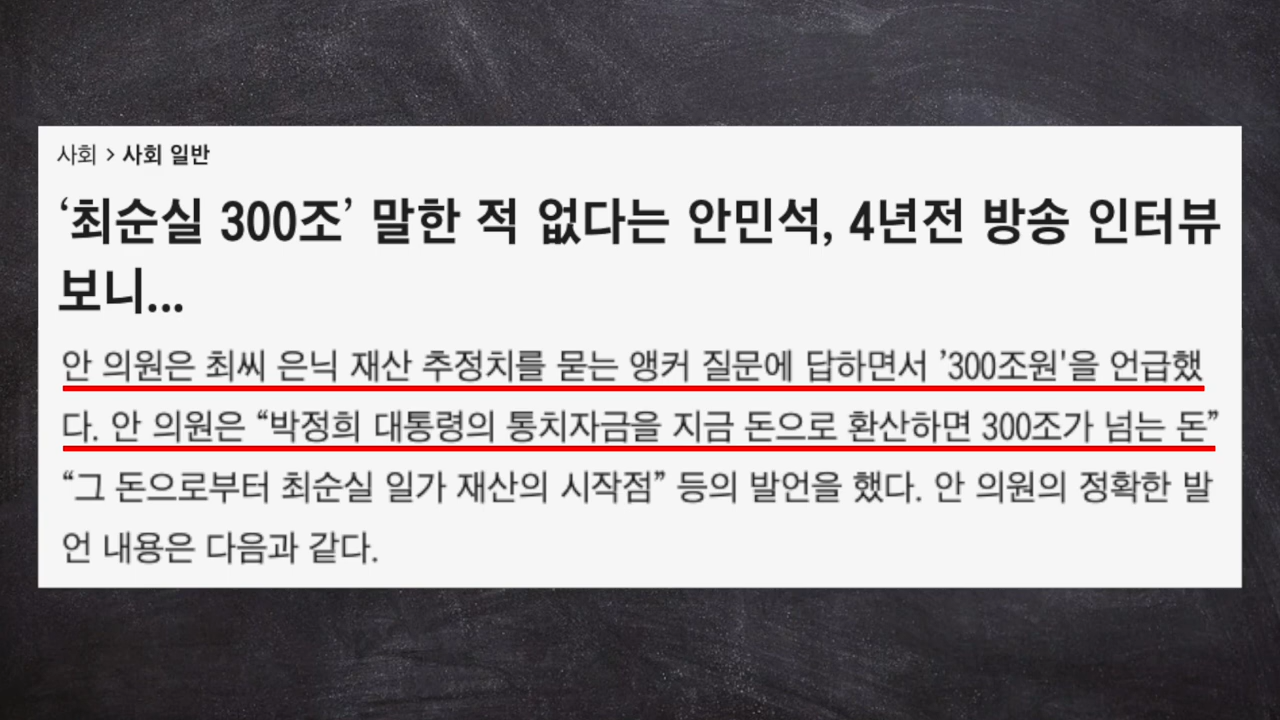 사회 > 사회 일반
‘최순실 300조’ 말한 적 없다는 안민석, 4년전 방송 인터뷰
보니...
안 의원은 최씨 은닉 재산 추정치를 묻는 앵커 질문에 답하면서 '300조원'을 언급했
다. 안 의원은 “박정희 대통령의 통치자금을 지금 돈으로 환산하면 300조가 넘는 돈”
“그 돈으로부터 최순실 일가 재산의 시작점” 등의 발언을 했다. 안 의원의 정확한 발
언 내용은 다음과 같다.